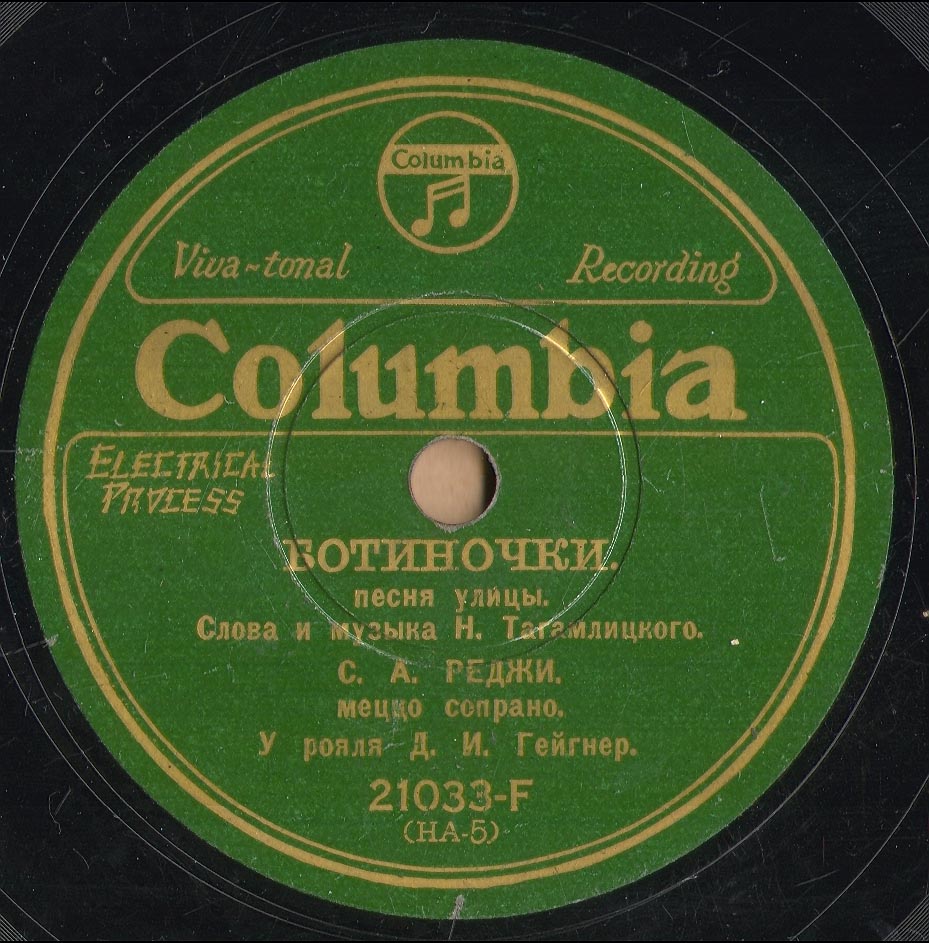 Columbia
Viva-tonal Recording
Columbia
ELECTRICAL
PROCESS
БОТИНОЧКИ.
песня улицы.
Слова и музыка Н. Тагамлицкого.
С. А. РЕДЖИ.
меццо сопрано.
У рояля Д. И. Гейгнер.
21033-F
(HA-5)